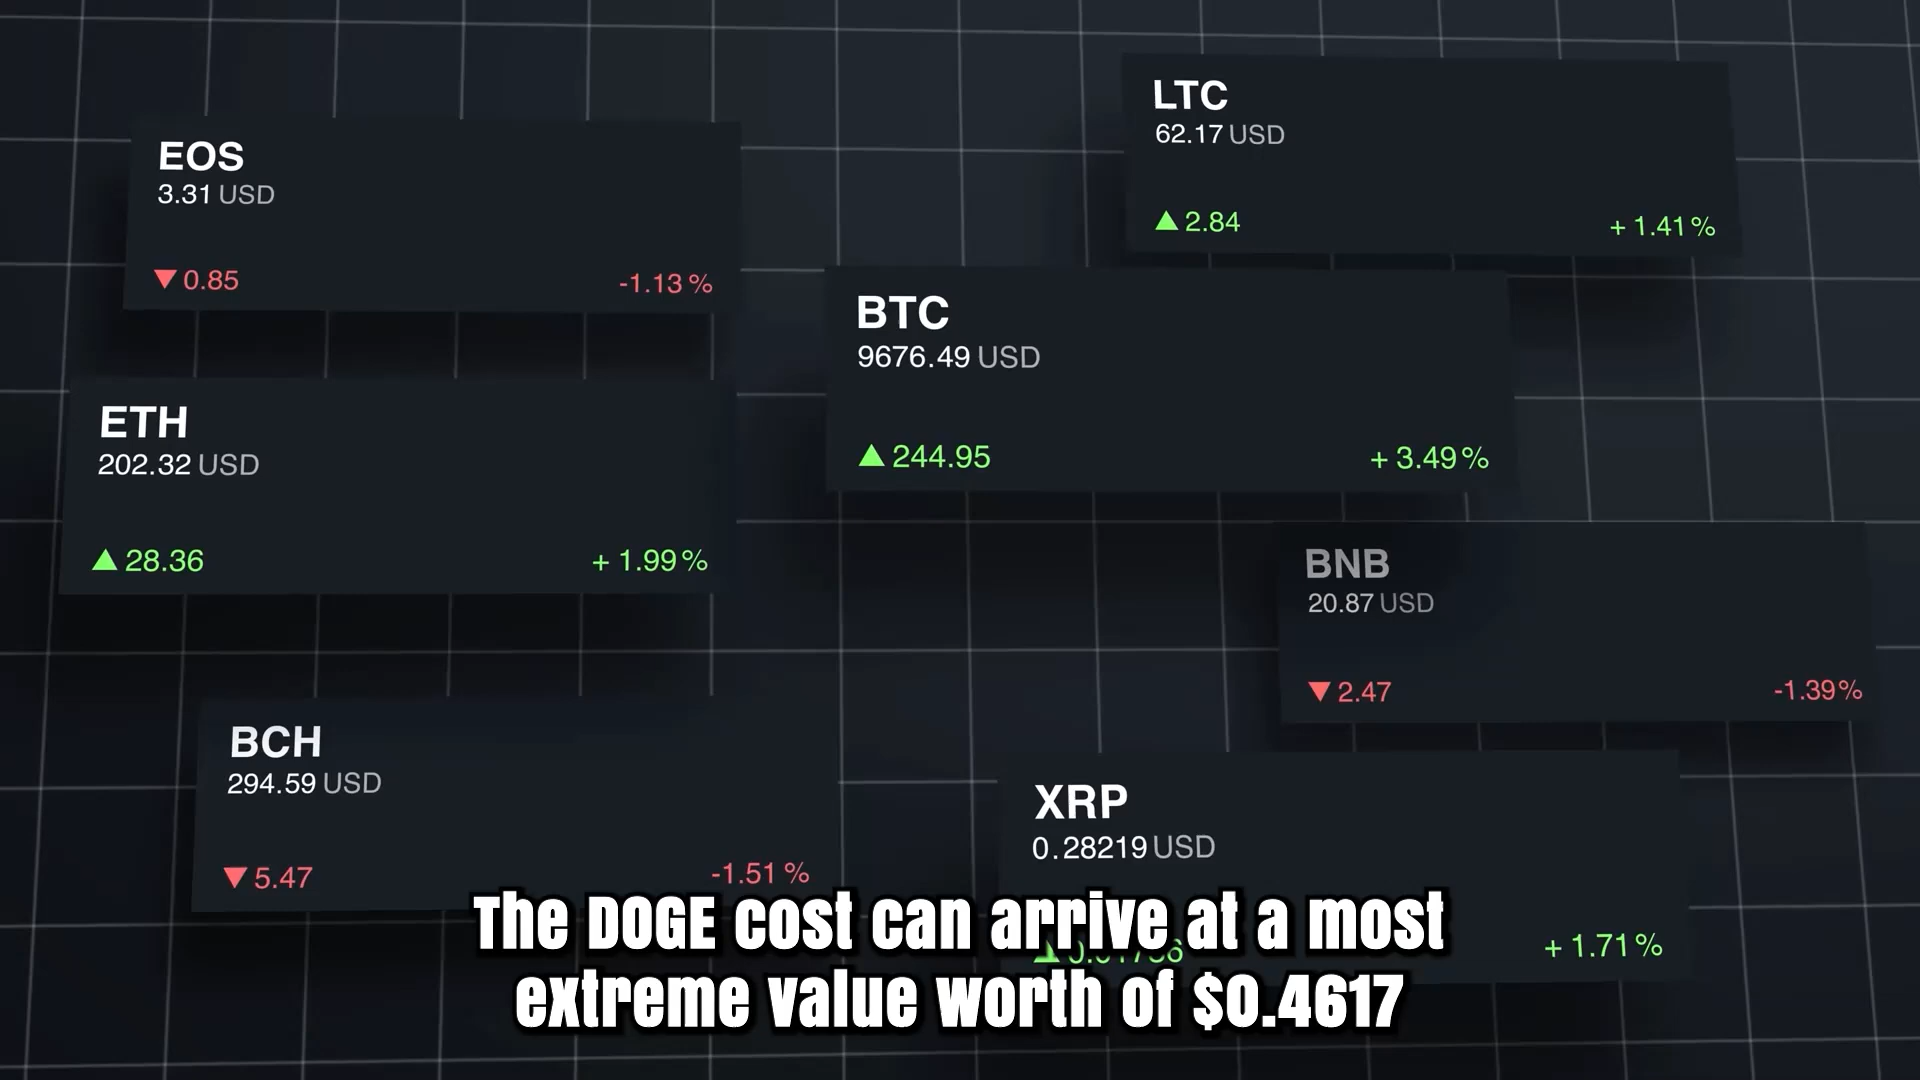 EOS
3.31 USD
▼ 0.85 -1.13 %
LTC
62.17 USD
▲ 2.84 + 1.41 %
BTC
9676.49 USD
▲ 244.95 + 3.49 %
ETH
202.32 USD
▲ 28.36 + 1.99 %
BNB
20.87 USD
▼ 2.47 -1.39 %
BCH
294.59 USD
▼ 5.47 -1.51 %
XRP
0.28219 USD
+ 1.71 %
The DOGE cost can arrive at a most
extreme value worth of $0.4617